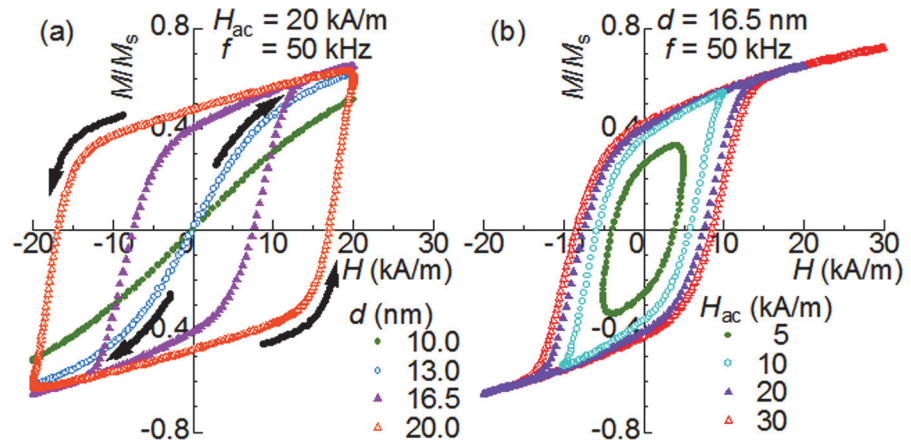 (a)
H_ac = 20 kA/m
f = 50 kHz
M/M_s
0.8
0.4
-20 -10 0 10 20 30
H (kA/m)
0.4
-0.8
d (nm)
10.0
13.0
16.5
20.0
(b)
d = 16.5 nm
f = 50 kHz
M/M_s
0.8
0.4
-20 -10 0 10 20 30
H (kA/m)
-0.4
-0.8
H_ac (kA/m)
5
10
20
30